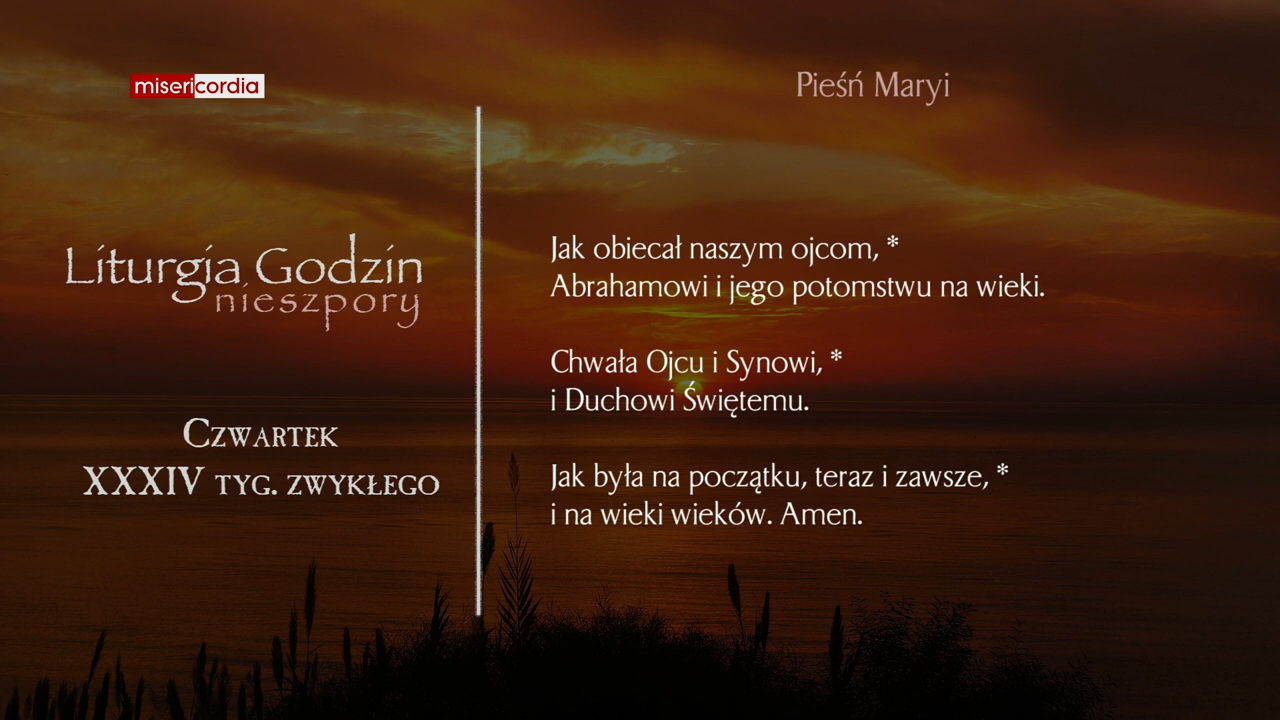 misericordia
Liturgia Godzin
nieszpory
Czwartek
XXXIV tyg. zwykłego
Pieśń Maryi
Jak obiecał naszym ojcom, *
Abrahamowi i jego potomstwu na wieki.
Chwała Ojcu i Synowi, *
i Duchowi Świętemu.
Jak była na początku, teraz i zawsze, *
i na wieki wieków. Amen.